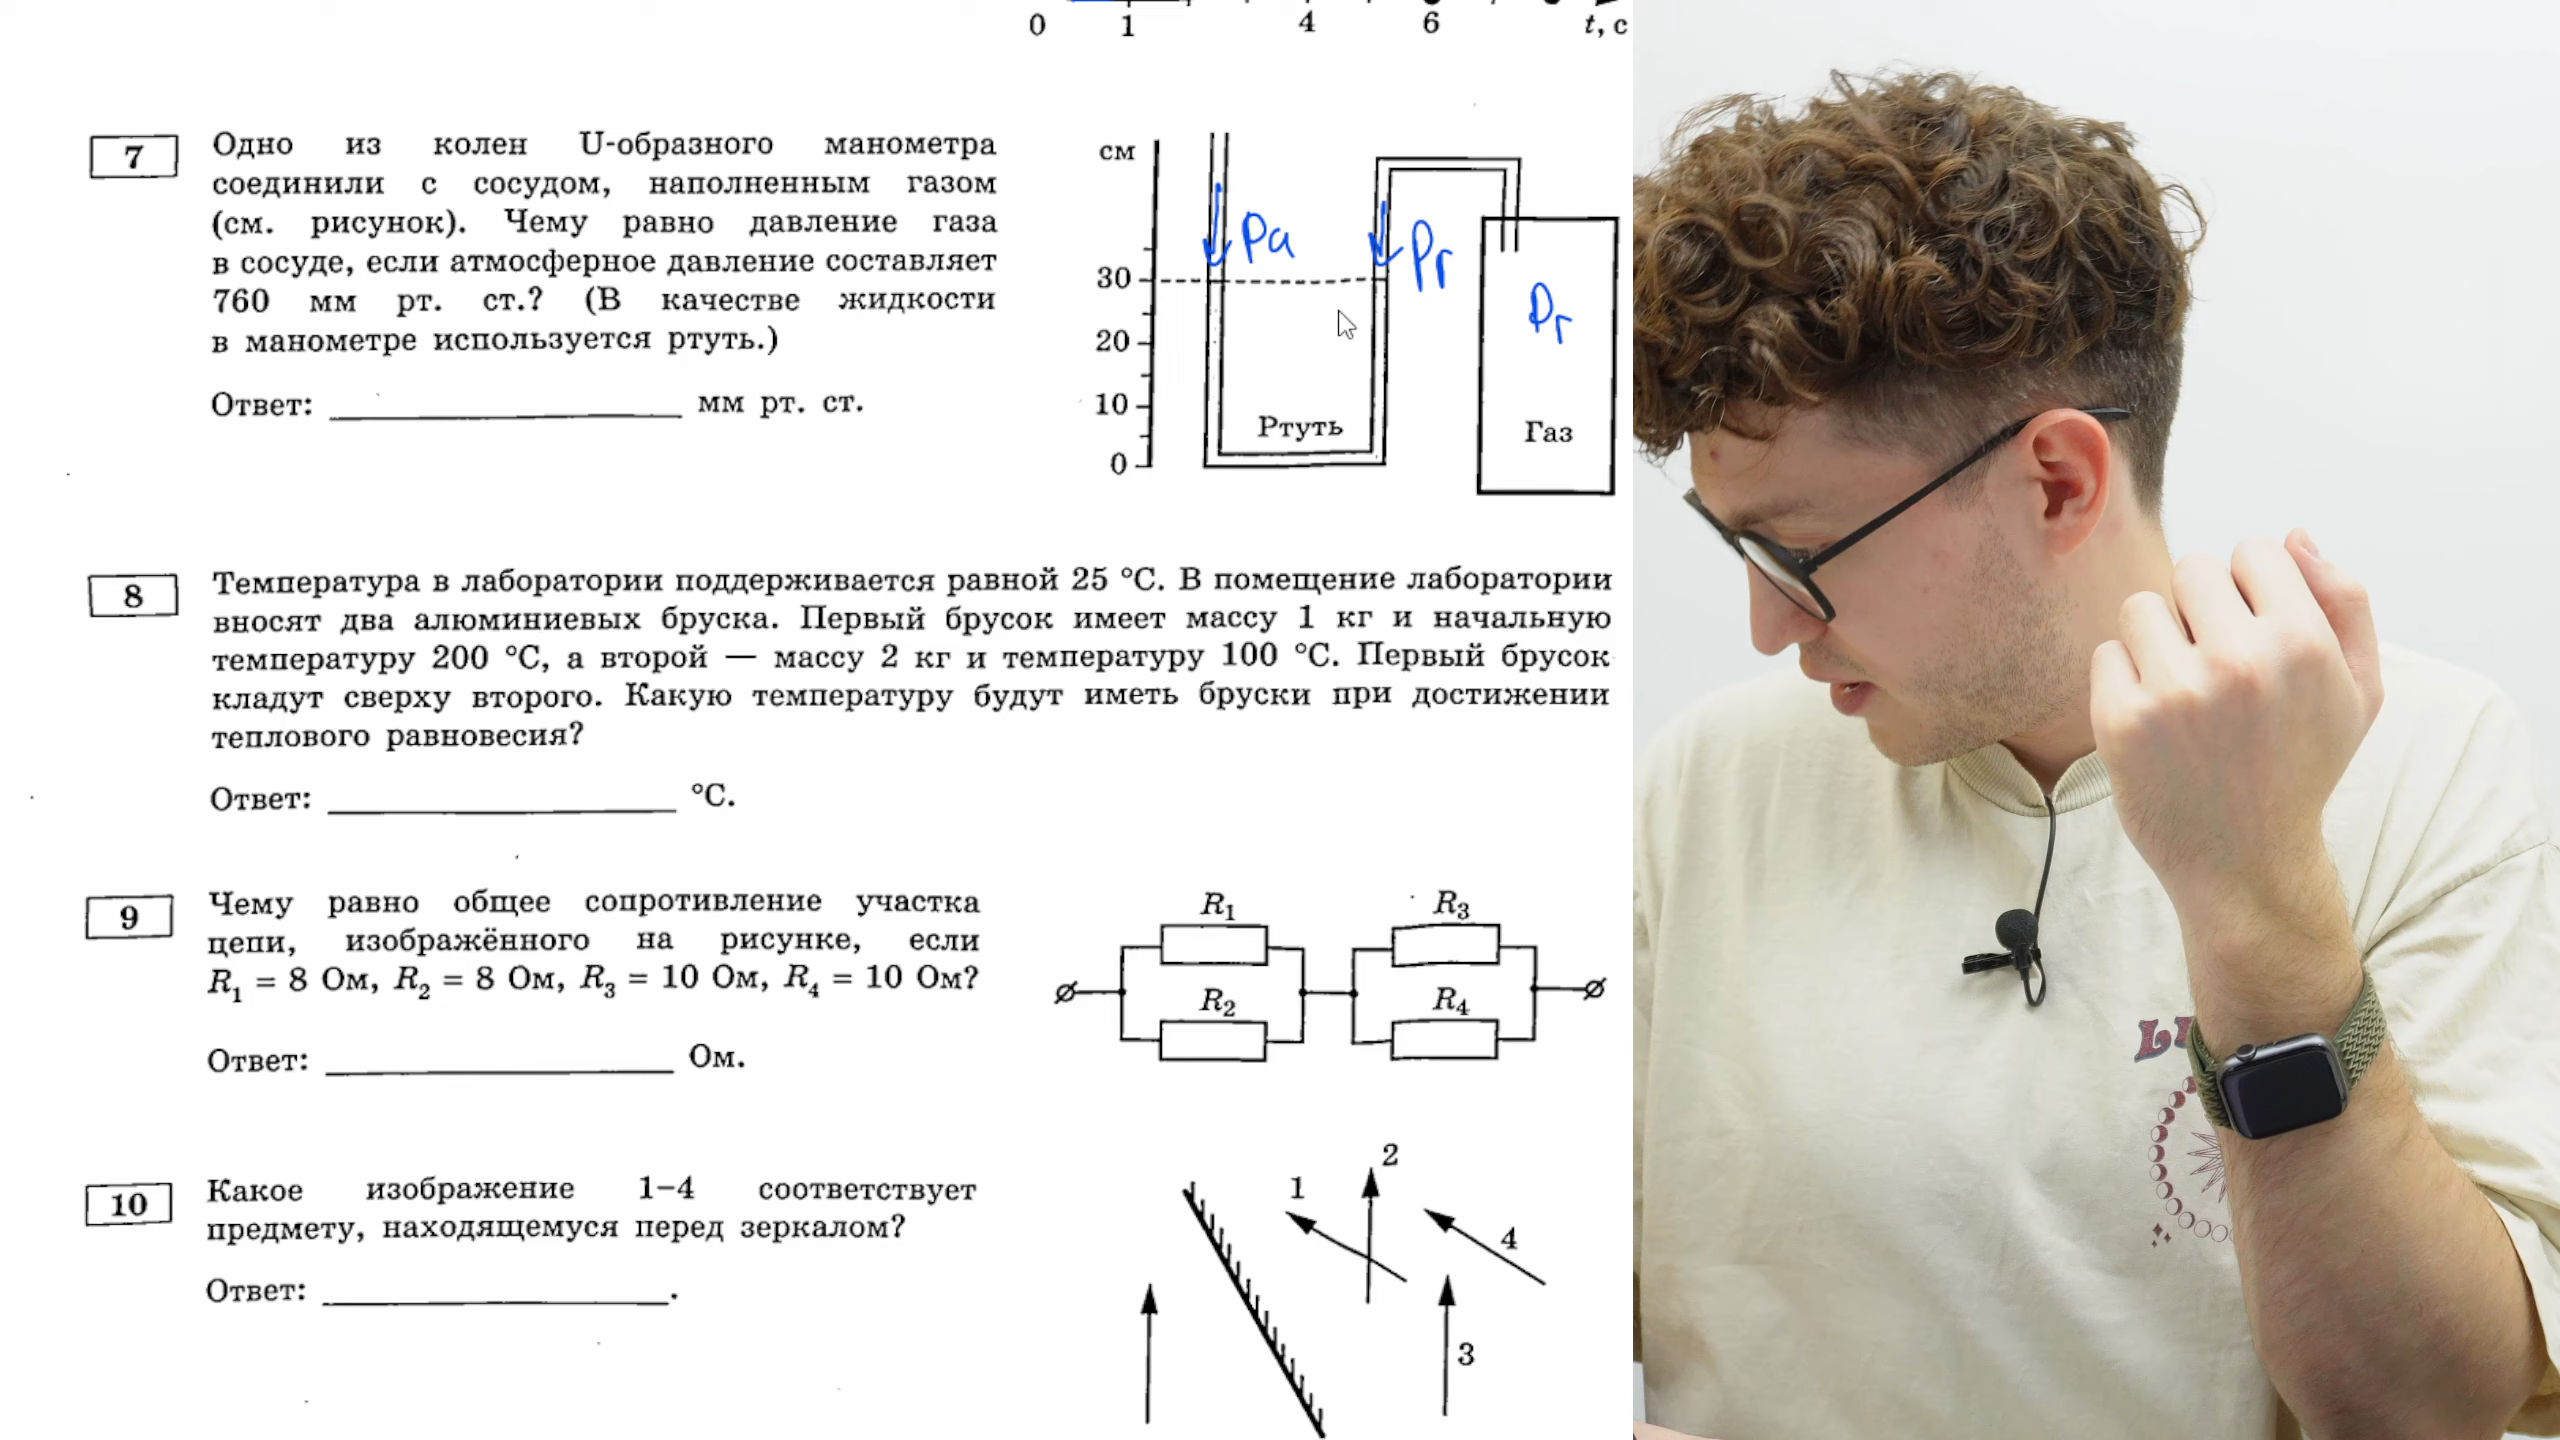 0 1 4 6 t, с
7
Одно из колен U-образного манометра
соединили с сосудом, наполненным газом
(см. рисунок). Чему равно давление газа
в сосуде, если атмосферное давление составляет
760 мм рт. ст.? (В качестве жидкости
в манометре используется ртуть.)
Ответ: мм рт. ст.
см
30
20
10
0
Pа
Pг
Pг
Ртуть
Газ
8
Температура в лаборатории поддерживается равной 25 °C. В помещение лаборатории
вносят два алюминиевых бруска. Первый брусок имеет массу 1 кг и начальную
температуру 200 °C, а второй — массу 2 кг и температуру 100 °C. Первый брусок
кладут сверху второго. Какую температуру будут иметь бруски при достижении
теплового равновесия?
Ответ: °C.
9
Чему равно общее сопротивление участка
цепи, изображённого на рисунке, если
R₁ = 8 Ом, R₂ = 8 Ом, R₃ = 10 Ом, R₄ = 10 Ом?
Ответ: Ом.
R₁ R₃
R₂ R₄
10
Какое изображение 1–4 соответствует
предмету, находящемуся перед зеркалом?
Ответ: .
1
2
4
3